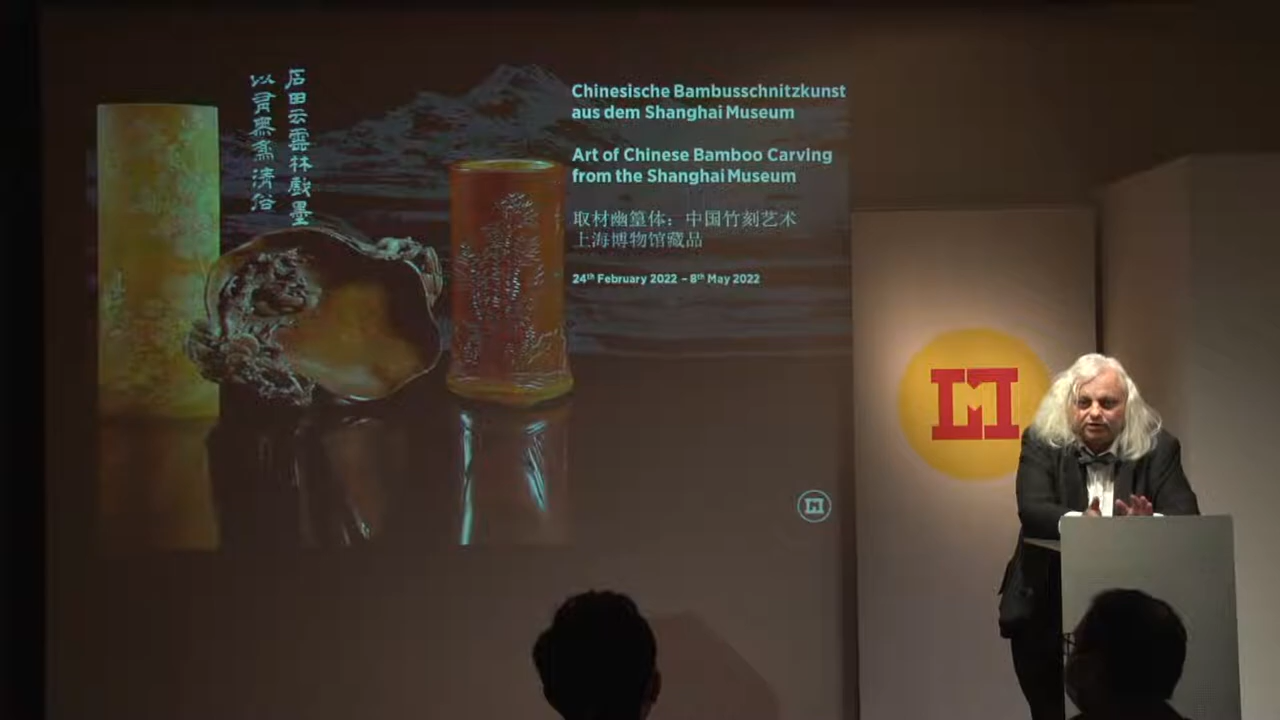 Chinesische Bambusschnitzkunst
aus dem Shanghai Museum
Art of Chinese Bamboo Carving
from the Shanghai Museum
取材幽篁体：中国竹刻艺术
上海博物馆藏品
24th February 2022 – 8th May 2022